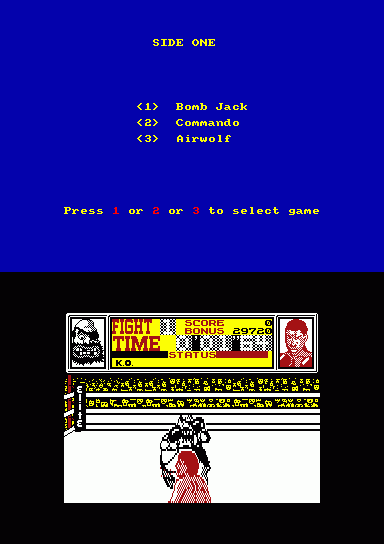 SIDE ONE
<1> Bomb Jack
<2> Commando
<3> Airwolf
Press 1 or 2 or 3 to select game
FIGHT TIME
SCORE 0
BONUS 29720
STATUS
K.O.
Elite